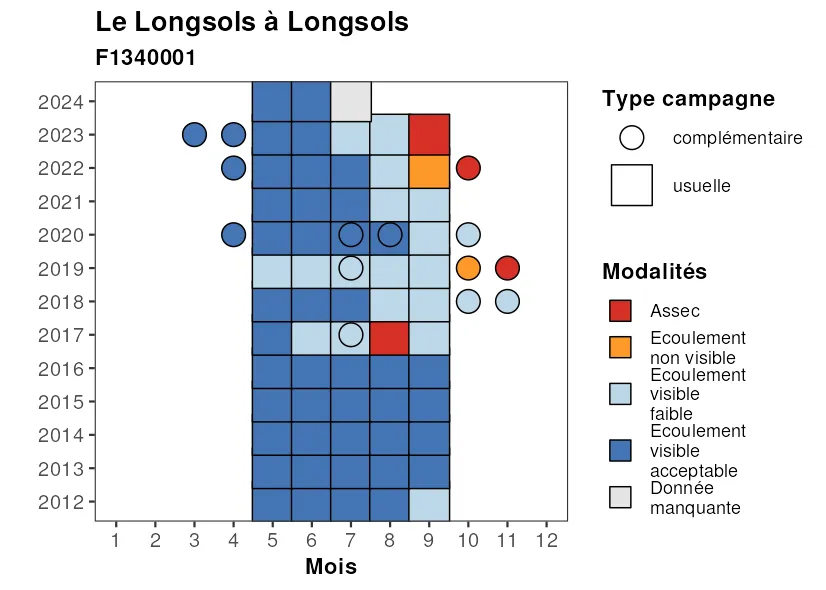 Le Longsols à Longsols
F1340001
2024
2023
2022
2021
2020
2019
2018
2017
2016
2015
2014
2013
2012
1 2 3 4 5 6 7 8 9 10 11 12
Mois
Type campagne
complémentaire
usuelle
Modalités
Assec
Ecoulement
non visible
Ecoulement
visible
faible
Ecoulement
visible
acceptable
Donnée
manquante